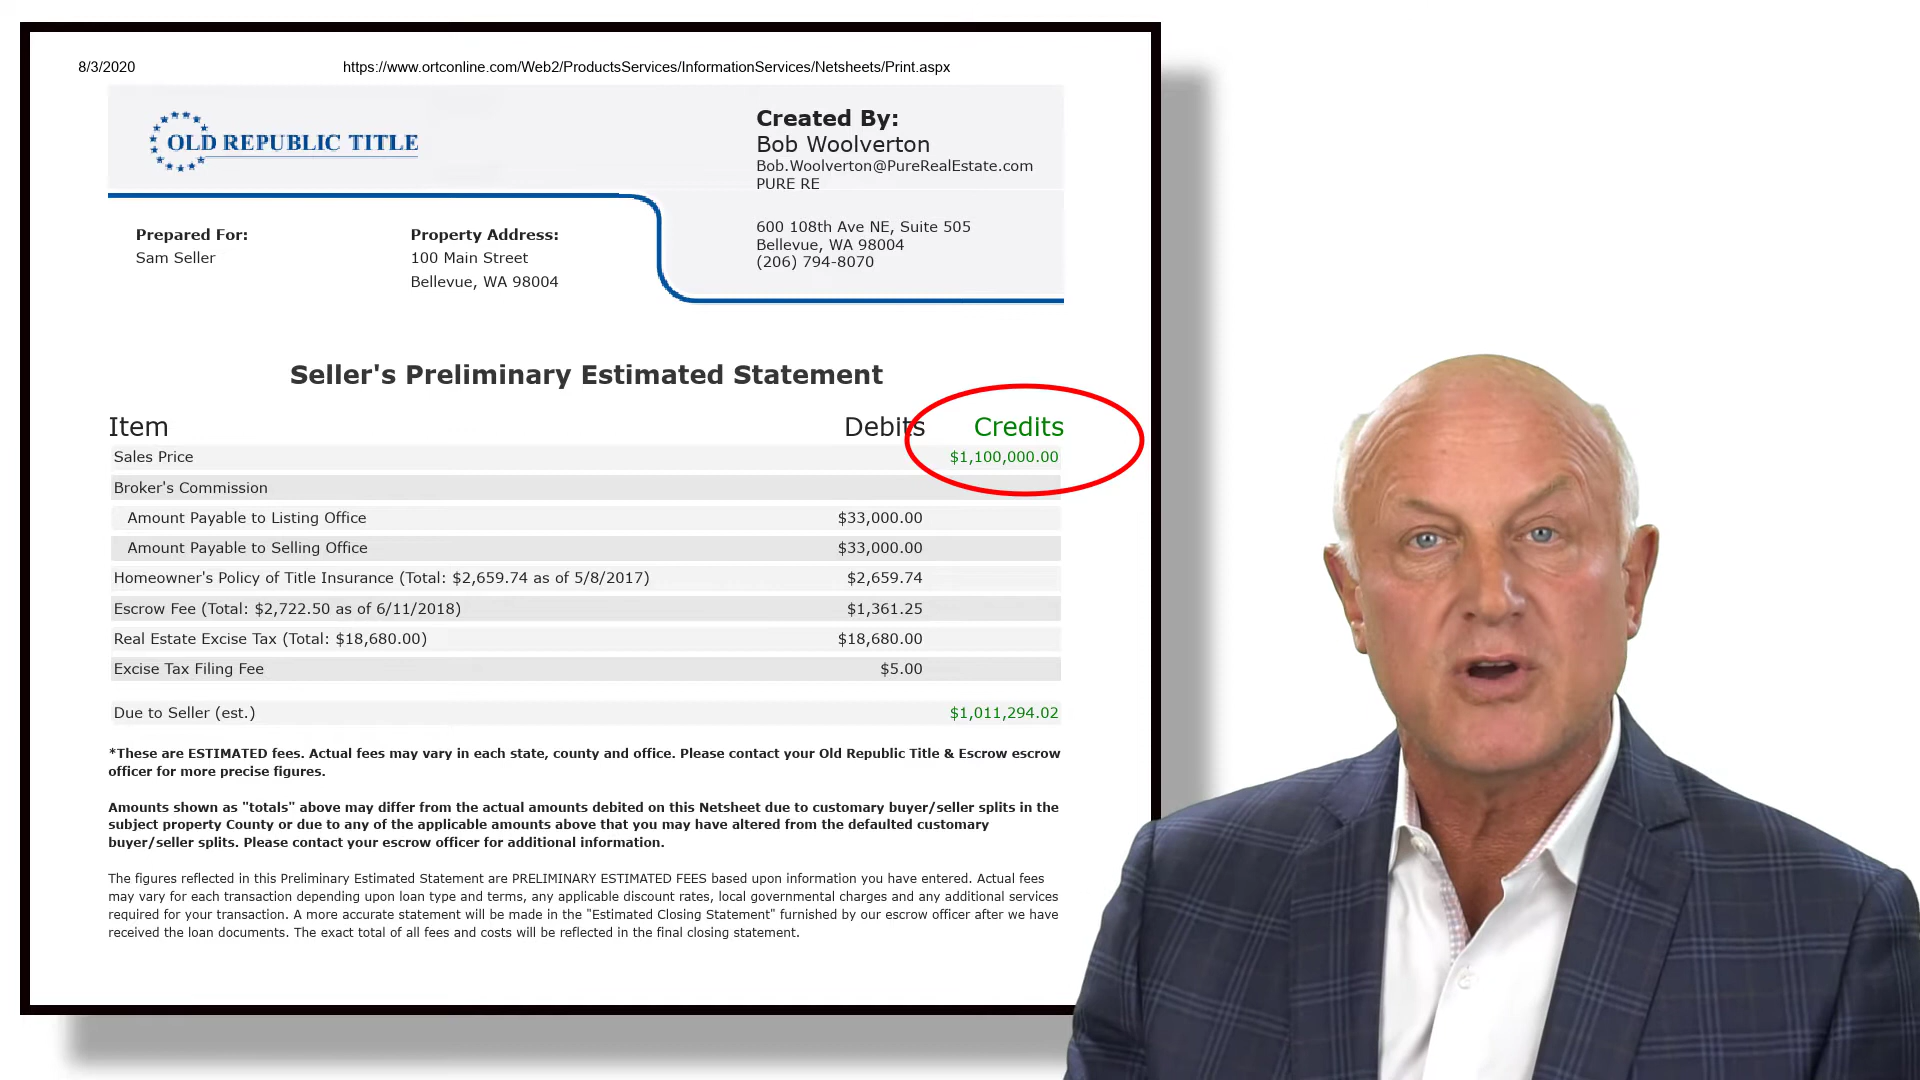 8/3/2020 https://www.ortconline.com/Web2/ProductsServices/InformationServices/Netsheets/Print.aspx
OLD REPUBLIC TITLE
Created By:
Bob Woolverton
Bob.Woolverton@PureRealEstate.com
PURE RE
600 108th Ave NE, Suite 505
Bellevue, WA 98004
(206) 794-8070
Prepared For:
Sam Seller
Property Address:
100 Main Street
Bellevue, WA 98004
Seller's Preliminary Estimated Statement
Item Debits Credits
Sales Price $1,100,000.00
Broker's Commission
Amount Payable to Listing Office $33,000.00
Amount Payable to Selling Office $33,000.00
Homeowner's Policy of Title Insurance (Total: $2,659.74 as of 5/8/2017) $2,659.74
Escrow Fee (Total: $2,722.50 as of 6/11/2018) $1,361.25
Real Estate Excise Tax (Total: $18,680.00) $18,680.00
Excise Tax Filing Fee $5.00
Due to Seller (est.) $1,011,294.02
*These are ESTIMATED fees. Actual fees may vary in each state, county and office. Please contact your Old Republic Title & Escrow escrow
officer for more precise figures.
Amounts shown as "totals" above may differ from the actual amounts debited on this Netsheet due to customary buyer/seller splits in the
subject property County or due to any of the applicable amounts above that you may have altered from the defaulted customary
buyer/seller splits. Please contact your escrow officer for additional information.
The figures reflected in this Preliminary Estimated Statement are PRELIMINARY ESTIMATED FEES based upon information you have entered. Actual fees
may vary for each transaction depending upon loan type and terms, any applicable discount rates, local governmental charges and any additional services
required for your transaction. A more accurate statement will be made in the "Estimated Closing Statement" furnished by our escrow officer after we have
received the loan documents. The exact total of all fees and costs will be reflected in the final closing statement.